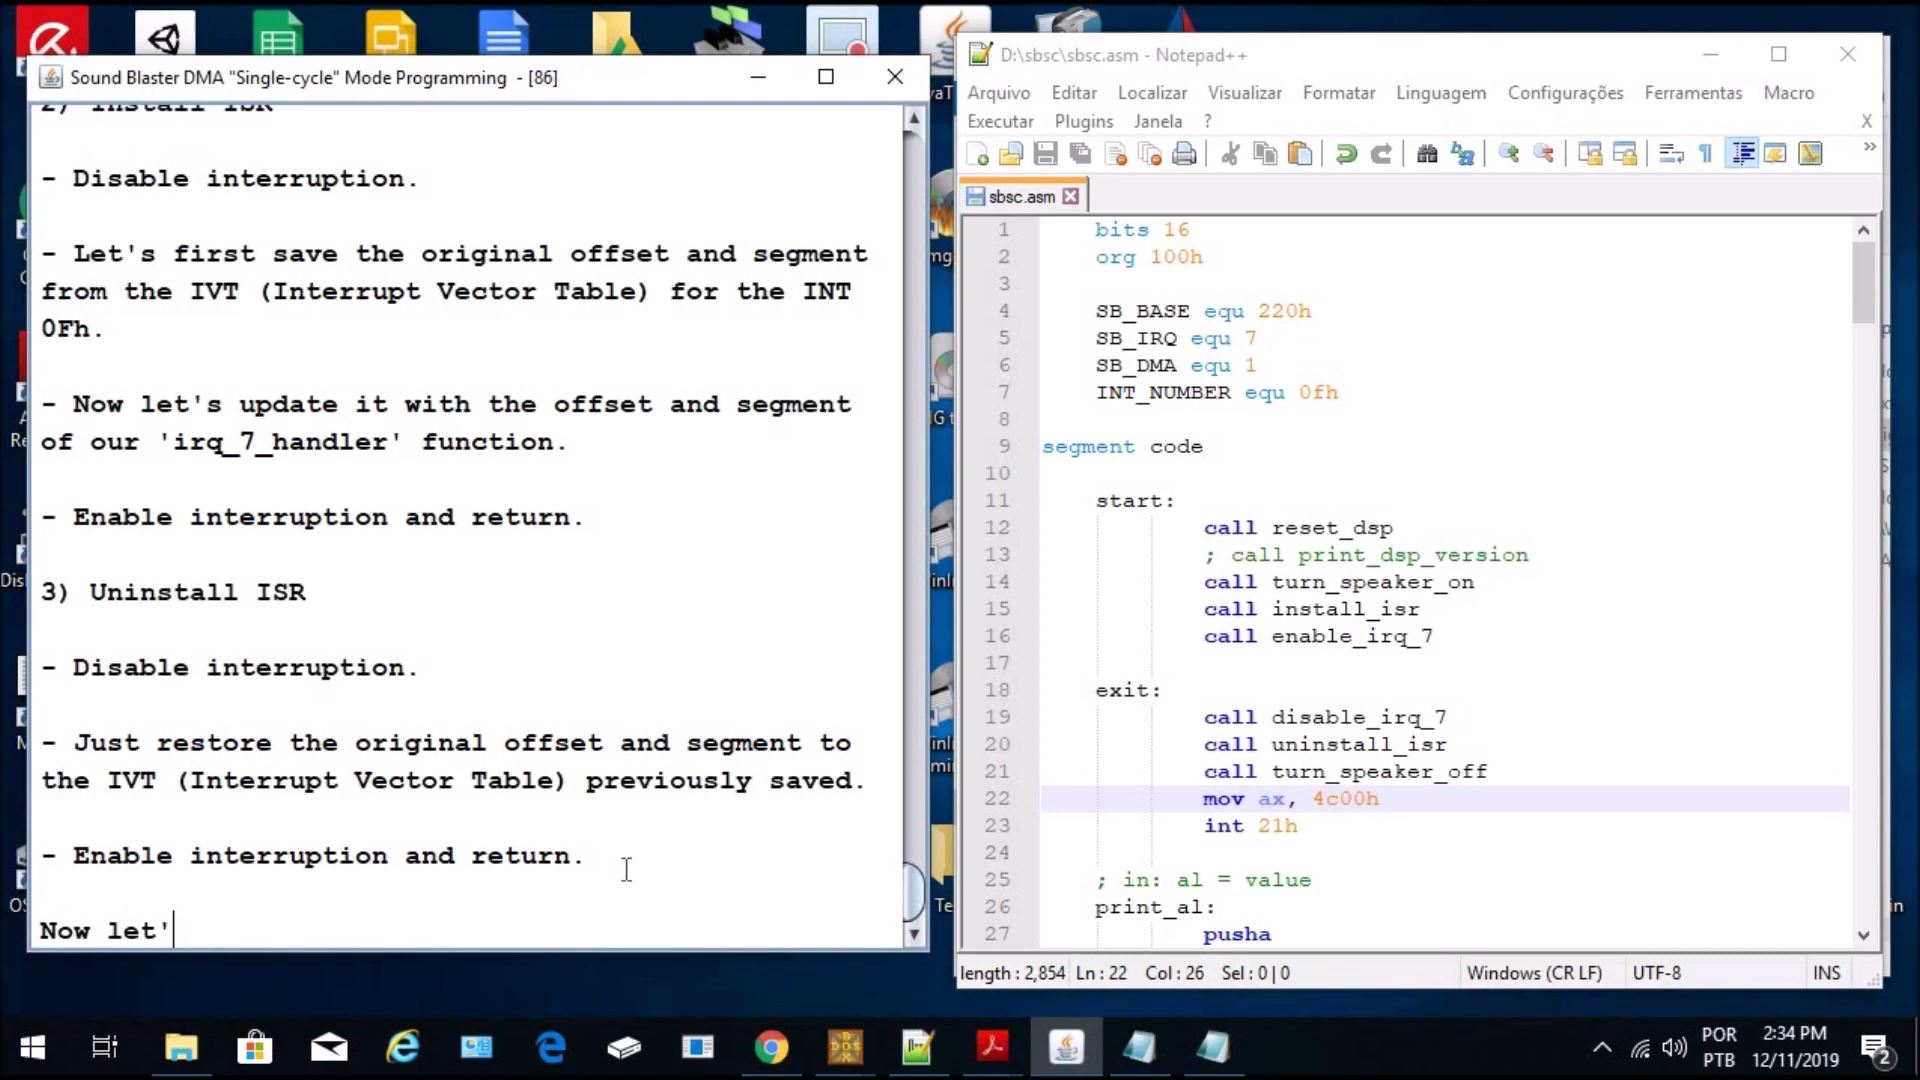 Sound Blaster DMA "Single-cycle" Mode Programming - [86]
2) Install ISR
- Disable interruption.
- Let's first save the original offset and segment
from the IVT (Interrupt Vector Table) for the INT
0Fh.
- Now let's update it with the offset and segment
of our 'irq_7_handler' function.
- Enable interruption and return.
3) Uninstall ISR
- Disable interruption.
- Just restore the original offset and segment to
the IVT (Interrupt Vector Table) previously saved.
- Enable interruption and return.
Now let'
D:\sbsc\sbsc.asm - Notepad++
Arquivo Editar Localizar Visualizar Formatar Linguagem Configurações Ferramentas Macro
Executar Plugins Janela ? X
sbsc.asm
1 bits 16
2 org 100h
3
4 SB_BASE equ 220h
5 SB_IRQ equ 7
6 SB_DMA equ 1
7 INT_NUMBER equ 0fh
8
9 segment code
10
11 start:
12 call reset_dsp
13 ; call print_dsp_version
14 call turn_speaker_on
15 call install_isr
16 call enable_irq_7
17
18 exit:
19 call disable_irq_7
20 call uninstall_isr
21 call turn_speaker_off
22 mov ax, 4c00h
23 int 21h
24
25 ; in: al = value
26 print_al:
27 pusha
length : 2,854 Ln : 22 Col : 26 Sel : 0 | 0 Windows (CR LF) UTF-8 INS
POR
PTB
2:34 PM
12/11/2019
2